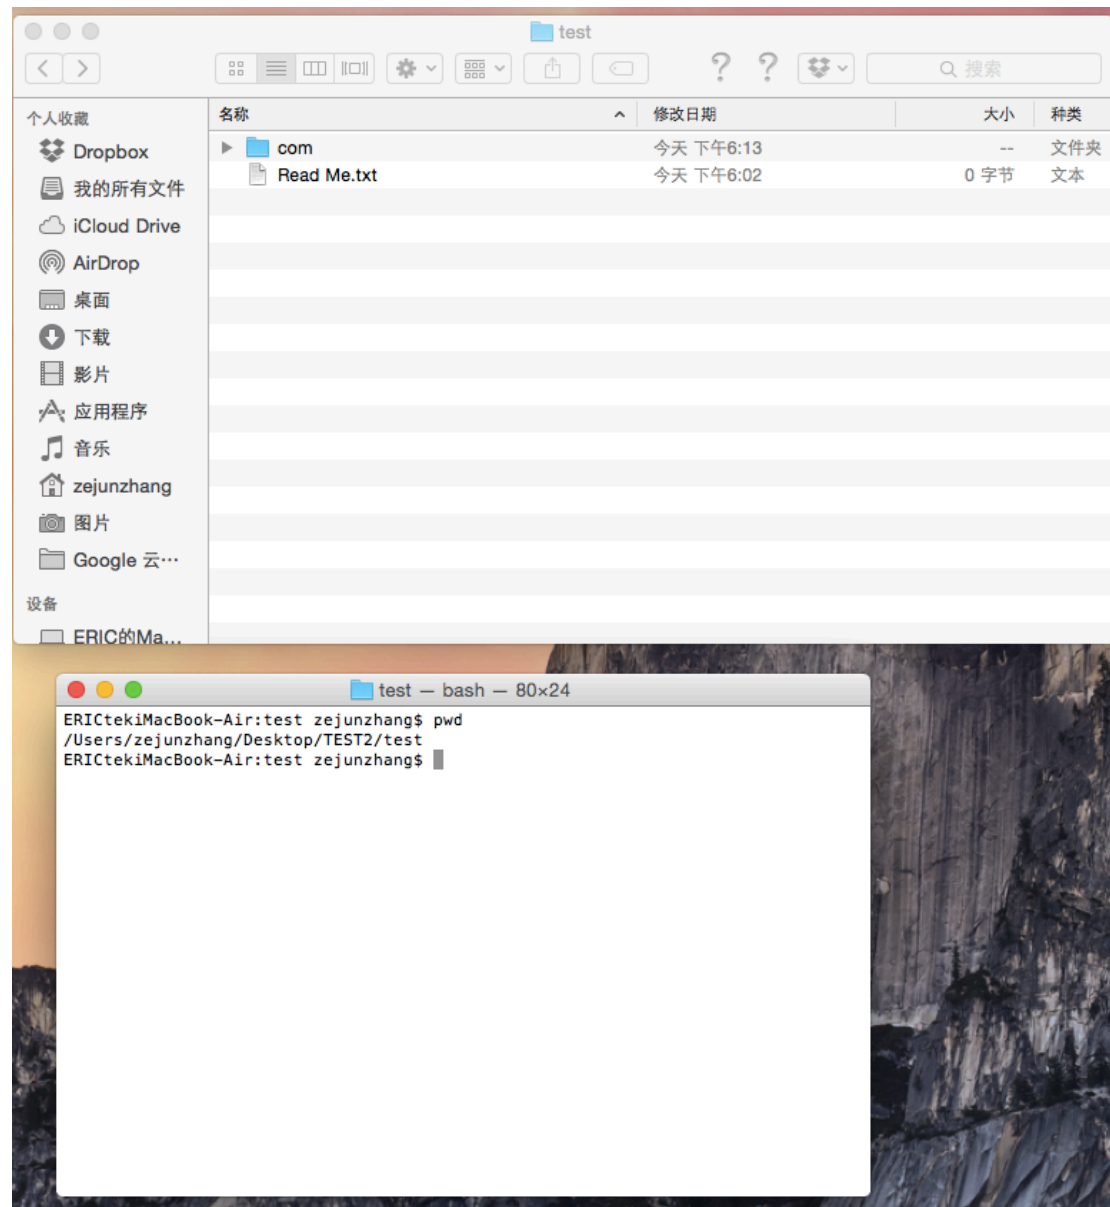 test
搜索
个人收藏
Dropbox
我的所有文件
iCloud Drive
AirDrop
桌面
下载
影片
应用程序
音乐
zejunzhang
图片
Google 云…
设备
ERIC的Ma...
名称 修改日期 大小 种类
com 今天 下午6:13 -- 文件夹
Read Me.txt 今天 下午6:02 0 字节 文本
test — bash — 80×24
ERICtekiMacBook-Air:test zejunzhang$ pwd
/Users/zejunzhang/Desktop/TEST2/test
ERICtekiMacBook-Air:test zejunzhang$